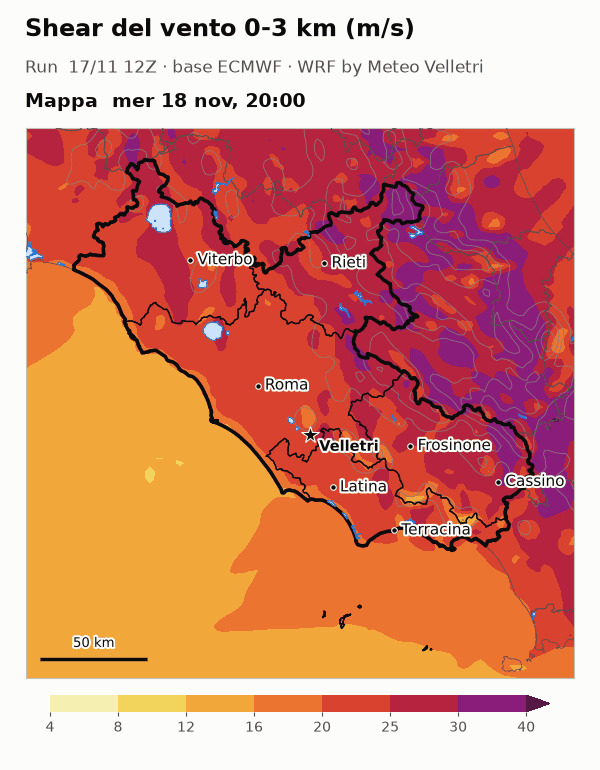 Shear del vento 0-3 km (m/s)
Run  17/11 12Z · base ECMWF · WRF by Meteo Velletri
Mappa  mer 18 nov, 20:00
Viterbo
Rieti
Roma
Velletri
Frosinone
Cassino
Latina
Terracina
50 km
4 8 12 16 20 25 30 40